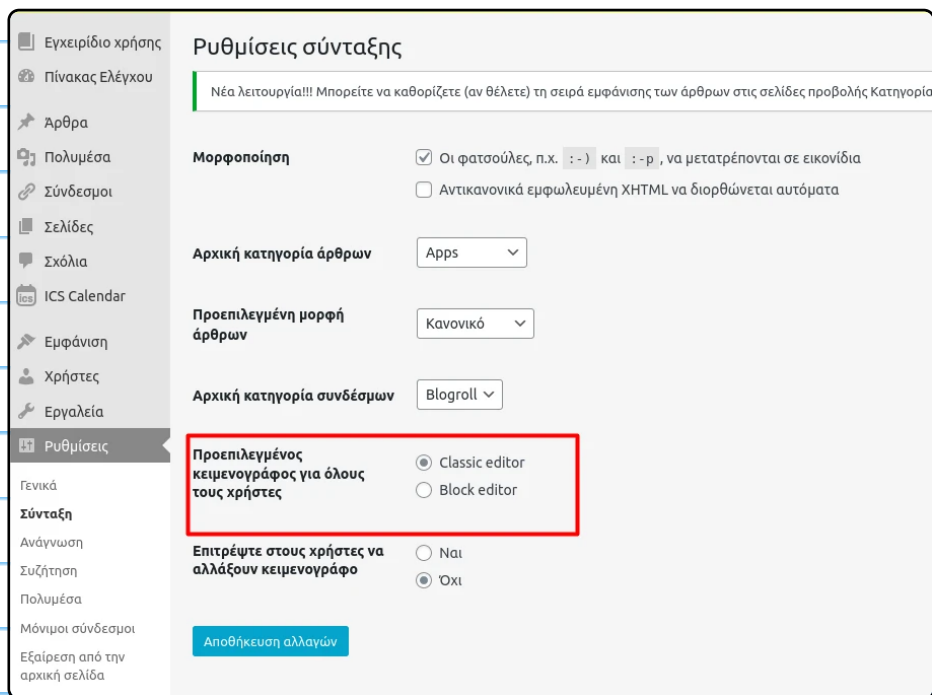 Εγχειρίδιο χρήσης
Πίνακας Ελέγχου
Άρθρα
Πολυμέσα
Σύνδεσμοι
Σελίδες
Σχόλια
ics ICS Calendar
Εμφάνιση
Χρήστες
Εργαλεία
Ρυθμίσεις
Γενικά
Σύνταξη
Ανάγνωση
Συζήτηση
Πολυμέσα
Μόνιμοι σύνδεσμοι
Εξαίρεση από την
αρχική σελίδα
Ρυθμίσεις σύνταξης
Νέα λειτουργία!!! Μπορείτε να καθορίζετε (αν θέλετε) τη σειρά εμφάνισης των άρθρων στις σελίδες προβολής Κατηγορία
Μορφοποίηση
Οι φατσούλες, π.χ. :-) και :-p , να μετατρέπονται σε εικονίδια
Αντικανονικά εμφωλευμένη XHTML να διορθώνεται αυτόματα
Αρχική κατηγορία άρθρων
Apps
Προεπιλεγμένη μορφή
άρθρων
Κανονικό
Αρχική κατηγορία συνδέσμων
Blogroll
Προεπιλεγμένος
κειμενογράφος για όλους
τους χρήστες
Classic editor
Block editor
Επιτρέψτε στους χρήστες να
αλλάξουν κειμενογράφο
Ναι
Όχι
Αποθήκευση αλλαγών